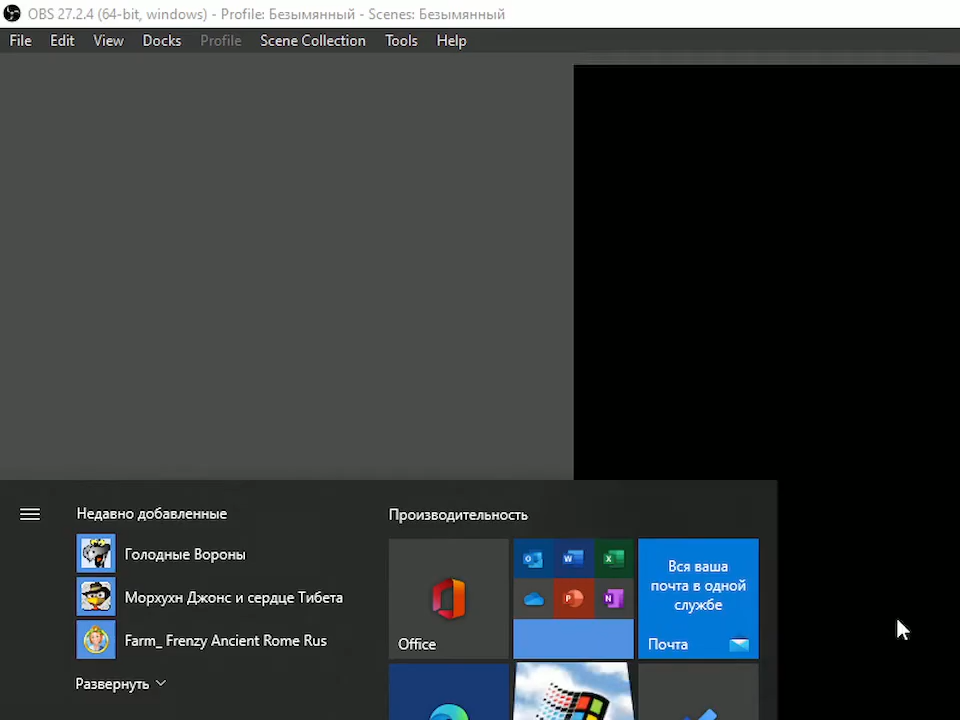 OBS 27.2.4 (64-bit, windows) - Profile: Безымянный - Scenes: Безымянный
File Edit View Docks Profile Scene Collection Tools Help
Недавно добавленные
Голодные Вороны
Морхухн Джонс и сердце Тибета
Farm_ Frenzy Ancient Rome Rus
Развернуть
Производительность
Office
Вся ваша
почта в одной
службе
Почта